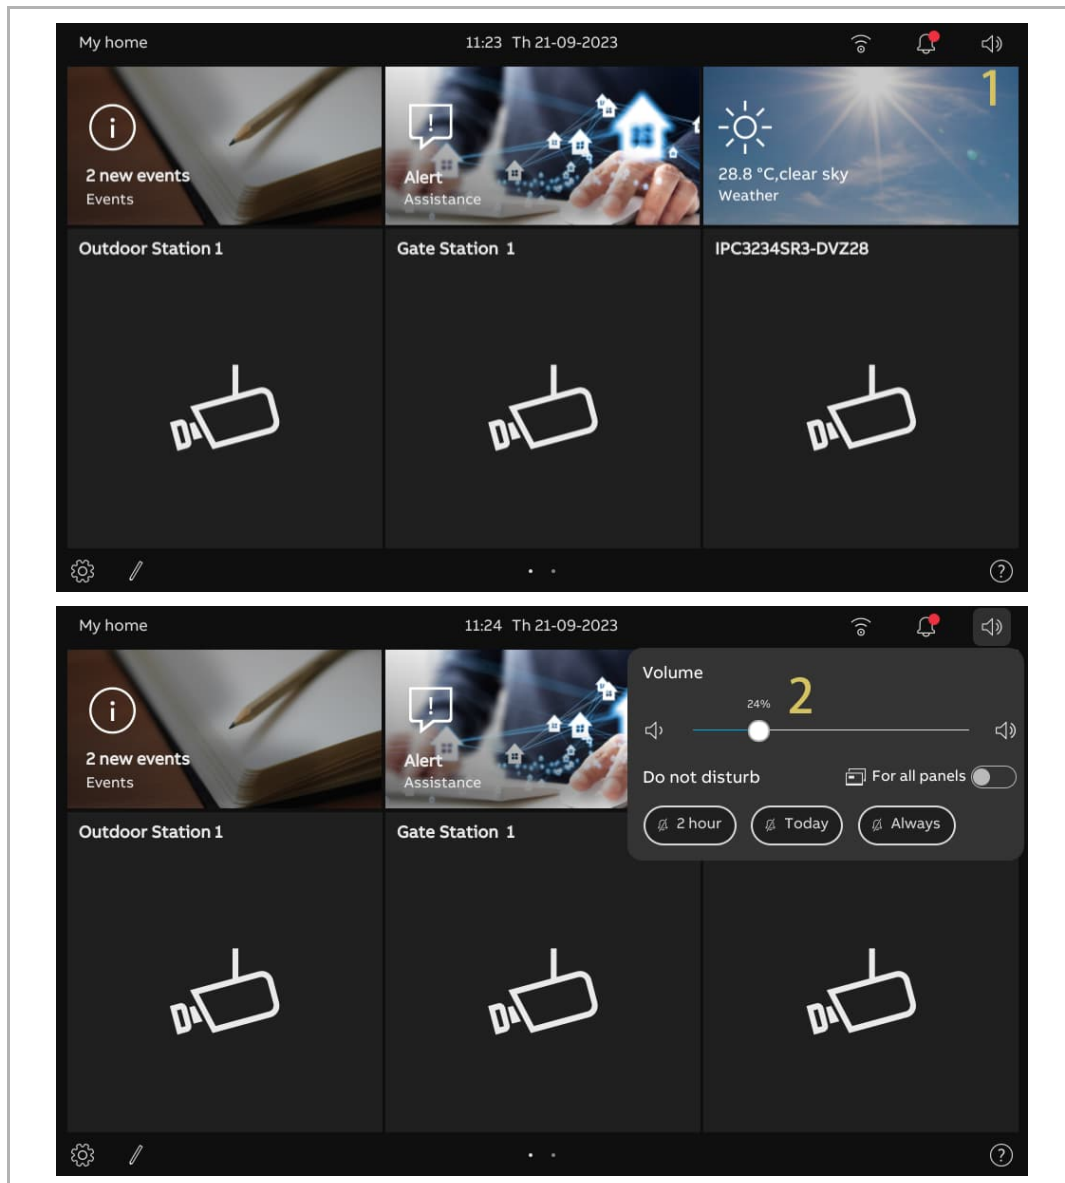 My home 11:23 Th 21-09-2023
1
2 new events
Events
Alert
Assistance
28.8 °C,clear sky
Weather
Outdoor Station 1
Gate Station 1
IPC3234SR3-DVZ28
?
My home 11:24 Th 21-09-2023
2 new events
Events
Alert
Assistance
Volume
24%
2
Do not disturb
For all panels
2 hour
Today
Always
Outdoor Station 1
Gate Station 1
?